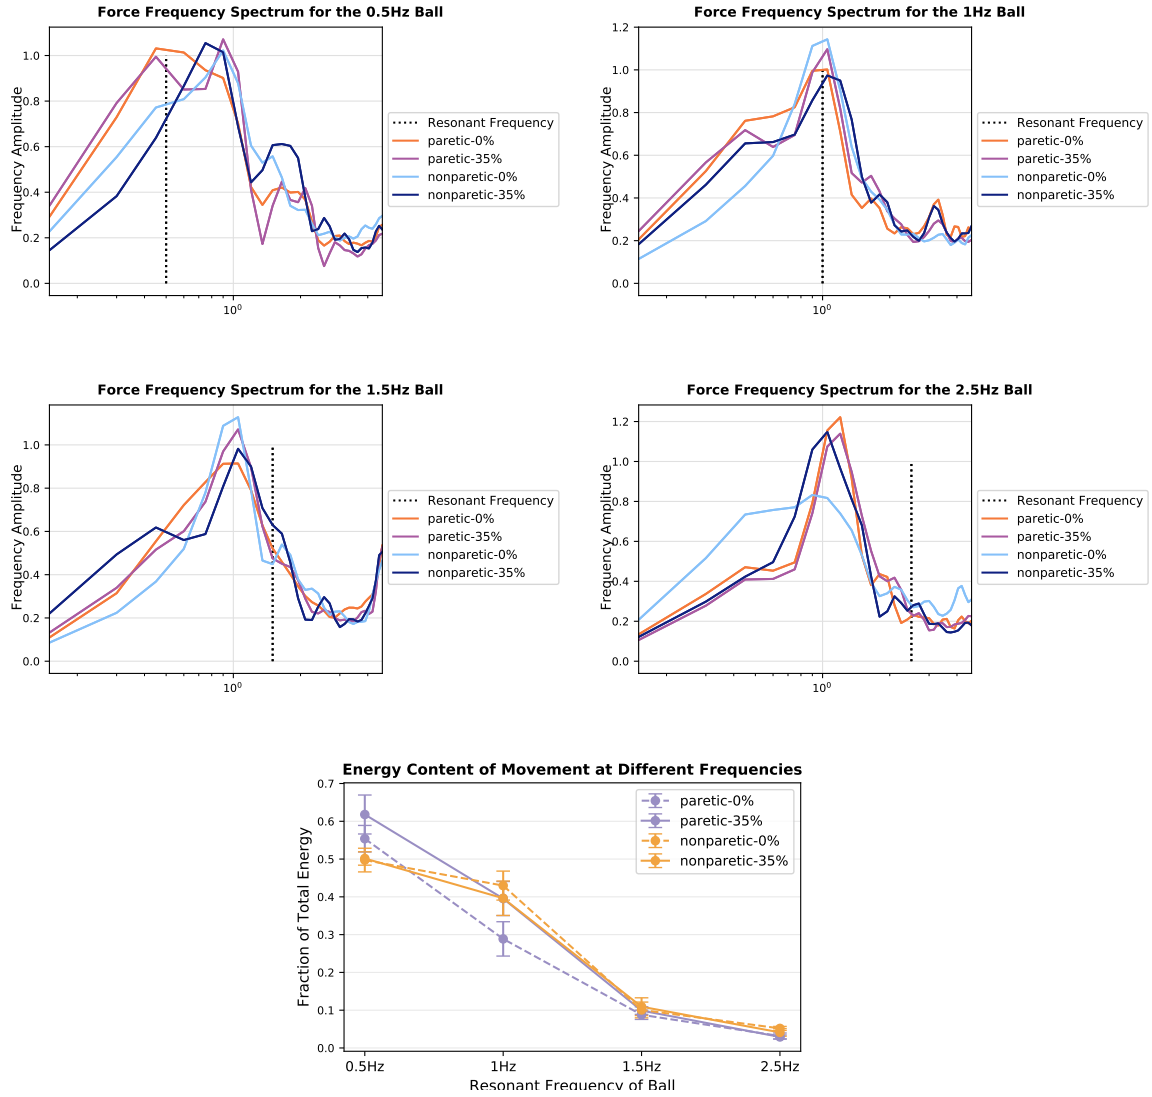 Force Frequency Spectrum for the 0.5Hz Ball
Frequency Amplitude
1.0
0.8
0.6
0.4
0.2
0.0
10⁰
Resonant Frequency
paretic-0%
paretic-35%
nonparetic-0%
nonparetic-35%
Force Frequency Spectrum for the 1Hz Ball
Frequency Amplitude
1.2
1.0
0.8
0.6
0.4
0.2
0.0
10⁰
Resonant Frequency
paretic-0%
paretic-35%
nonparetic-0%
nonparetic-35%
Force Frequency Spectrum for the 1.5Hz Ball
Frequency Amplitude
1.0
0.8
0.6
0.4
0.2
0.0
10⁰
Resonant Frequency
paretic-0%
paretic-35%
nonparetic-0%
nonparetic-35%
Force Frequency Spectrum for the 2.5Hz Ball
Frequency Amplitude
1.2
1.0
0.8
0.6
0.4
0.2
0.0
10⁰
Resonant Frequency
paretic-0%
paretic-35%
nonparetic-0%
nonparetic-35%
Energy Content of Movement at Different Frequencies
Fraction of Total Energy
0.7
0.6
0.5
0.4
0.3
0.2
0.1
0.0
paretic-0%
paretic-35%
nonparetic-0%
nonparetic-35%
0.5Hz
1Hz
1.5Hz
2.5Hz
Resonant Frequency of Ball